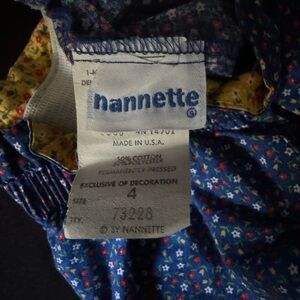 nannette
MADE IN U.S.A.
50% COTTON
PERMANENTLY PRESSED
EXCLUSIVE OF DECORATION
4
SIZE
73228
© BY NANNETTE